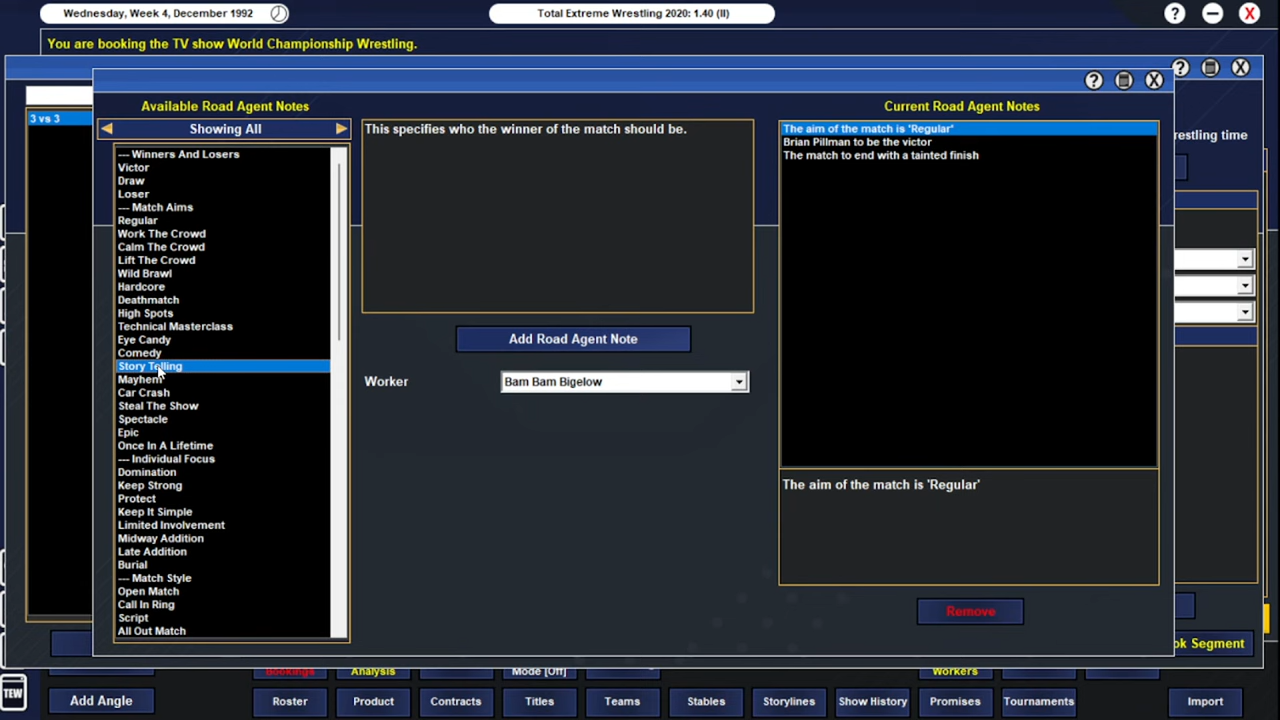 Wednesday, Week 4, December 1992
Total Extreme Wrestling 2020: 1.40 (II)
? X
You are booking the TV show World Championship Wrestling.
? X
? X
Available Road Agent Notes
Current Road Agent Notes
Showing All
3 vs 3
This specifies who the winner of the match should be.
The aim of the match is 'Regular'
Brian Pillman to be the victor
The match to end with a tainted finish
restling time
--- Winners And Losers
Victor
Draw
Loser
--- Match Aims
Regular
Work The Crowd
Calm The Crowd
Lift The Crowd
Wild Brawl
Hardcore
Deathmatch
High Spots
Technical Masterclass
Eye Candy
Comedy
Story Telling
Mayhem
Car Crash
Steal The Show
Spectacle
Epic
Once In A Lifetime
--- Individual Focus
Domination
Keep Strong
Protect
Keep It Simple
Limited Involvement
Midway Addition
Late Addition
Burial
--- Match Style
Open Match
Call In Ring
Script
All Out Match
Add Road Agent Note
Worker
Bam Bam Bigelow
The aim of the match is 'Regular'
Remove
ok Segment
Bookings
Analysis
Mode [Off]
Workers
TEW
Add Angle
Roster
Product
Contracts
Titles
Teams
Stables
Storylines
Show History
Promises
Tournaments
Import